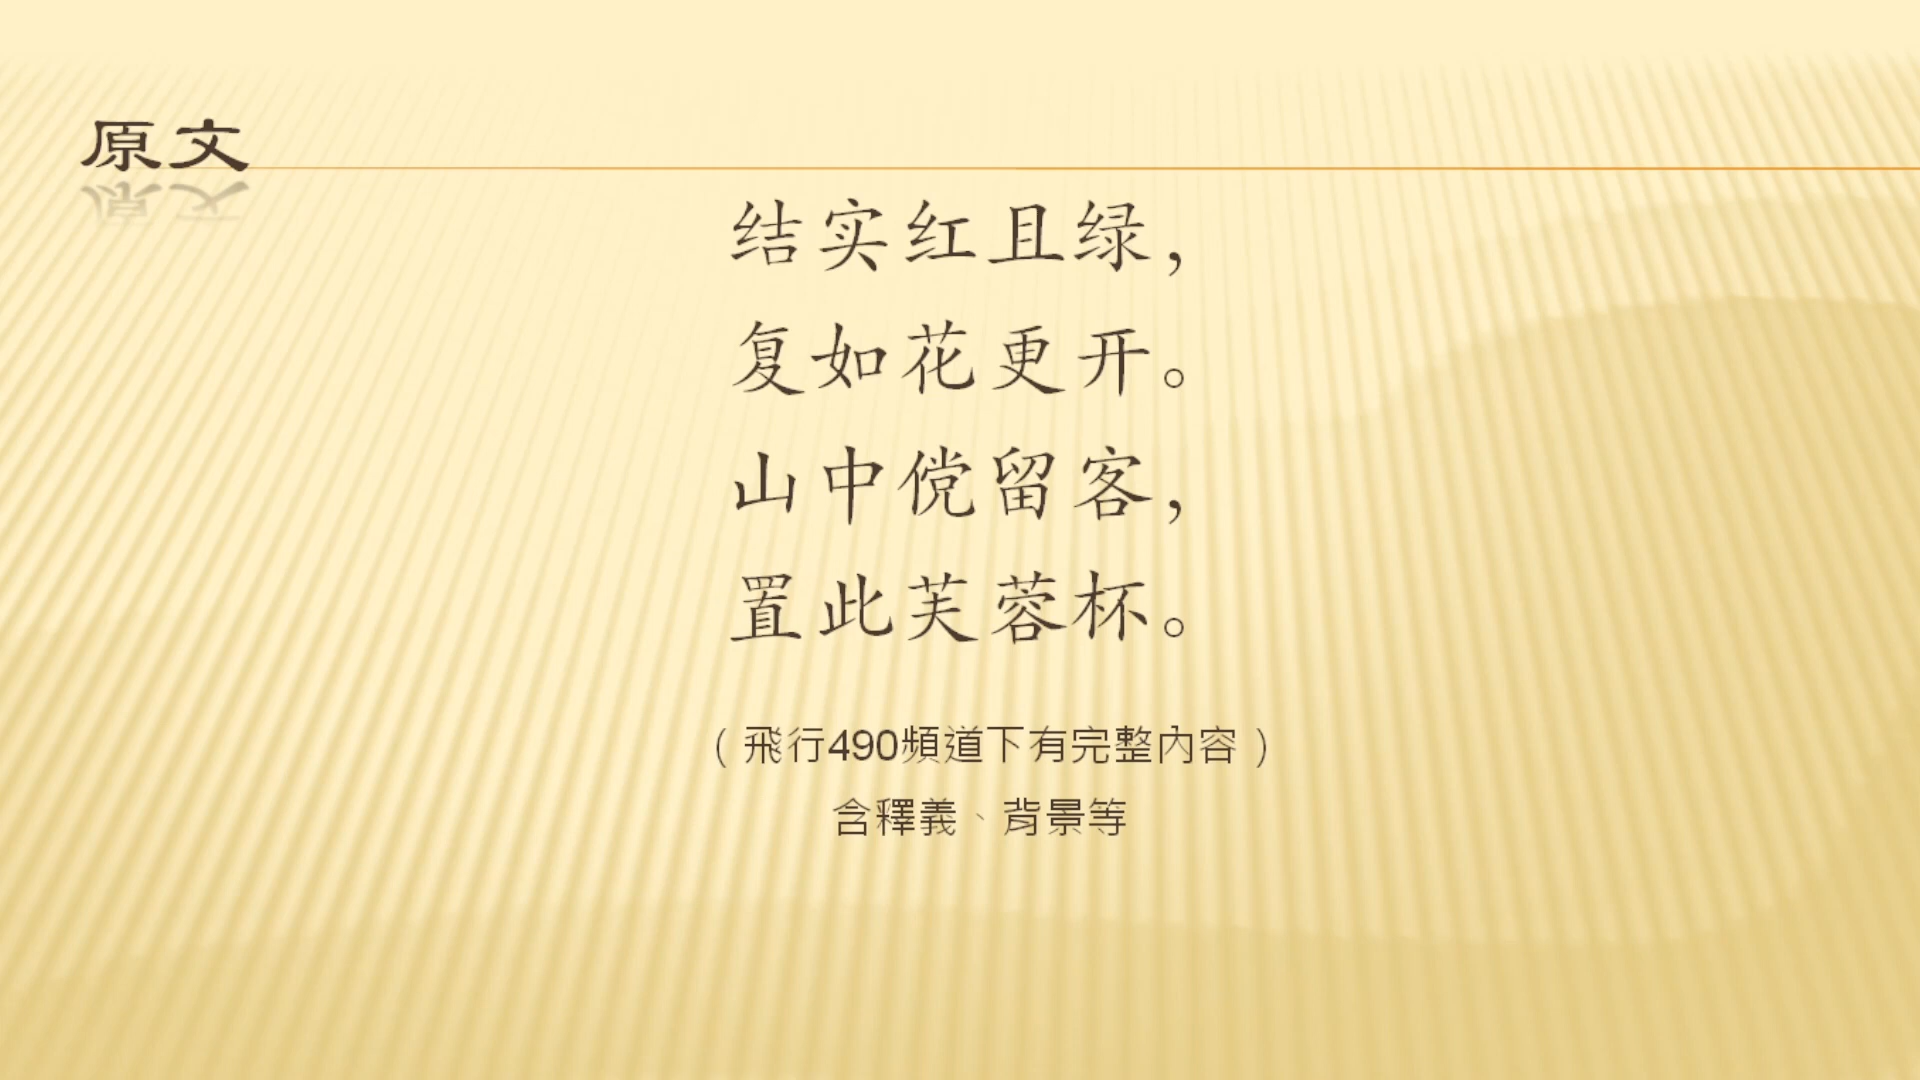 原文
结实红且绿，
复如花更开。
山中傥留客，
置此芙蓉杯。
（飛行490頻道下有完整內容）
含釋義、背景等